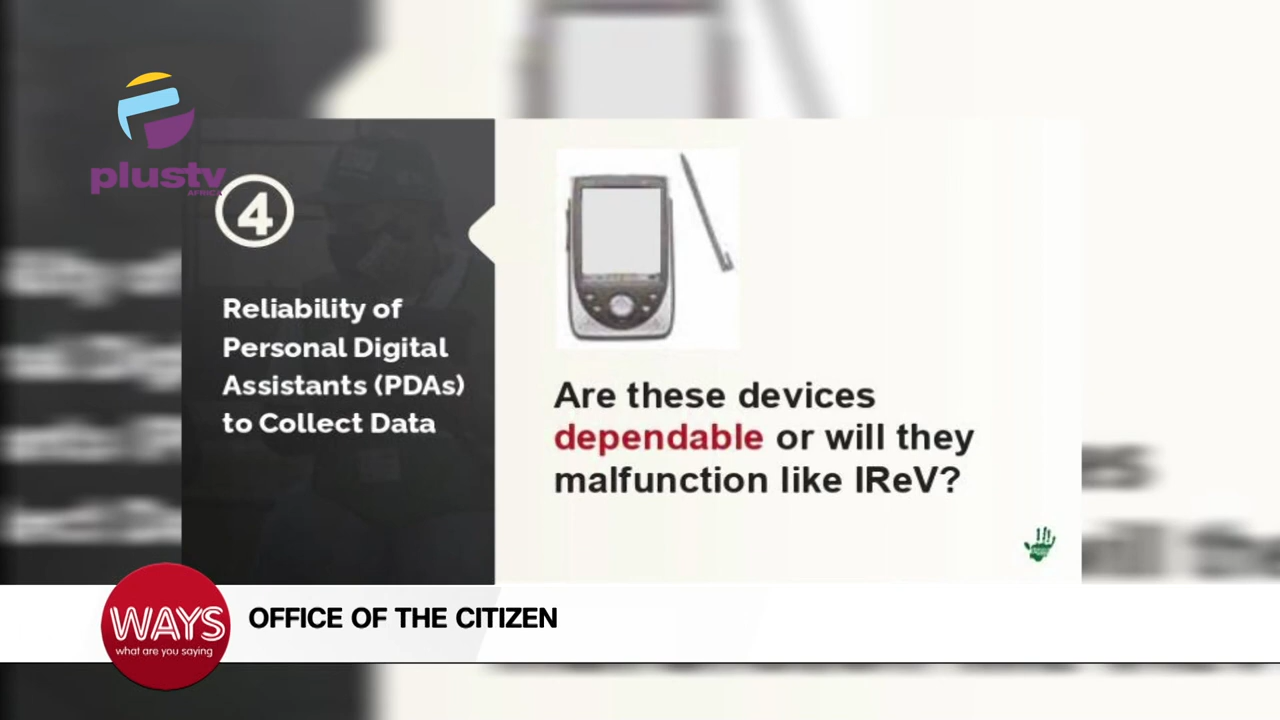 plustv
AFRICA
4
Reliability of
Personal Digital
Assistants (PDAs)
to Collect Data
Are these devices
dependable or will they
malfunction like IReV?
WAYS
what are you saying
OFFICE OF THE CITIZEN